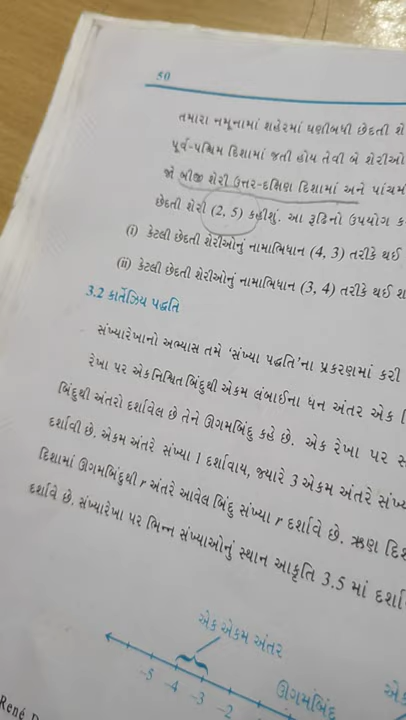 50
તમારા નમૂનામાં શહેરમાં ઘણીબધી છેદતી શે
પૂર્વ-પશ્ચિમ દિશામાં જતી હોય તેવી બે શેરીઓ
જો બીજી શેરી ઉત્તર-દક્ષિણ દિશામાં અને પાંચમ
છેદતી શેરી (2, 5) કહીશું. આ રૂઢિનો ઉપયોગ ક
(i) કેટલી છેદતી શેરીઓનું નામાભિધાન (4, 3) તરીકે થઈ
(ii) કેટલી છેદતી શેરીઓનું નામાભિધાન (3, 4) તરીકે થઈ શ
3.2 કાર્તેઝિય પદ્ધતિ
સંખ્યારેખાનો અભ્યાસ તમે ‘સંખ્યા પદ્ધતિ’ના પ્રકરણમાં કરી
રેખા પર એક નિશ્ચિત બિંદુથી એકમ લંબાઈના ધન અંતર એક
બિંદુથી અંતરો દર્શાવેલ છે તેને ઊગમબિંદુ કહે છે. એક રેખા પર સ
દર્શાવી છે. એકમ અંતરે સંખ્યા 1 દર્શાવાય, જ્યારે 3 એકમ અંતરે સંખ્
દિશામાં ઊગમબિંદુથી r અંતરે આવેલ બિંદુ સંખ્યા r દર્શાવે છે. ઋણ દિશ
દર્શાવે છે. સંખ્યારેખા પર ભિન્ન સંખ્યાઓનું સ્થાન આકૃતિ 3.5 માં દર્શા
એક એકમ અંતર
-5 -4 -3 -2
ઊગમબિંદુ
એક
René D